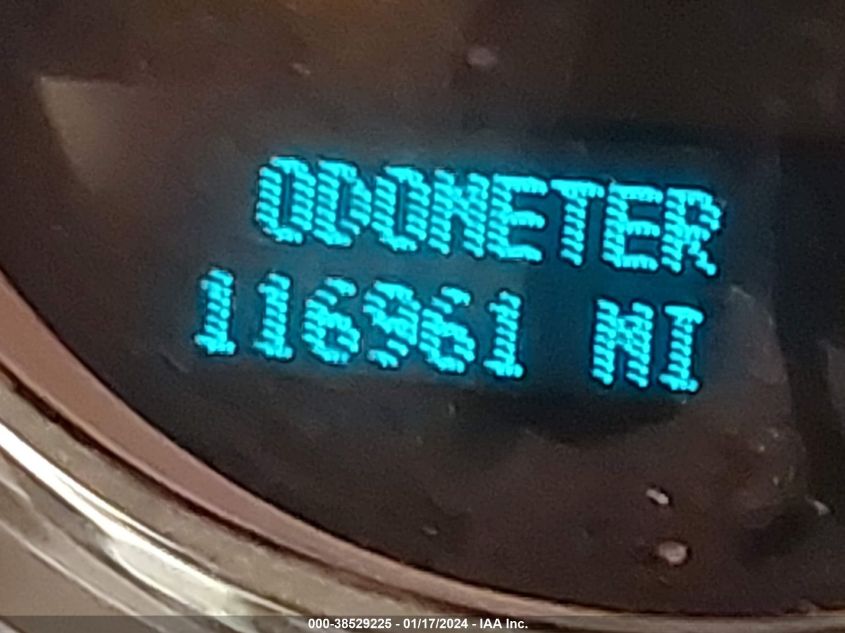 ODOMETER
116961 MI
000-38529225 - 01/17/2024 - IAA Inc.